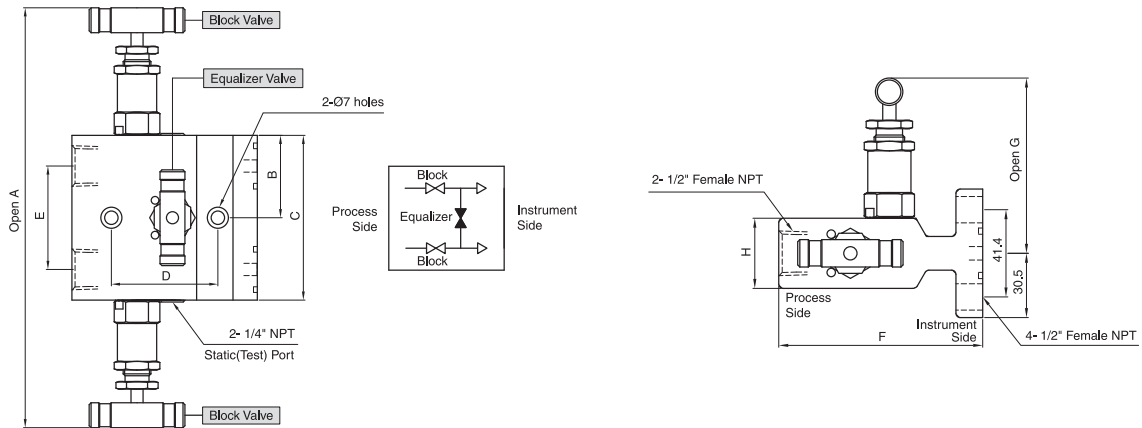 Block Valve
Equalizer Valve
2-Ø7 holes
Open A
E
D
B
C
2- 1/4" NPT
Static(Test) Port
Block Valve
Block
Process
Side
Equalizer
Instrument
Side
Block
Open G
2- 1/2" Female NPT
H
41.4
30.5
Process
Side
Instrument
Side
F
4- 1/2" Female NPT